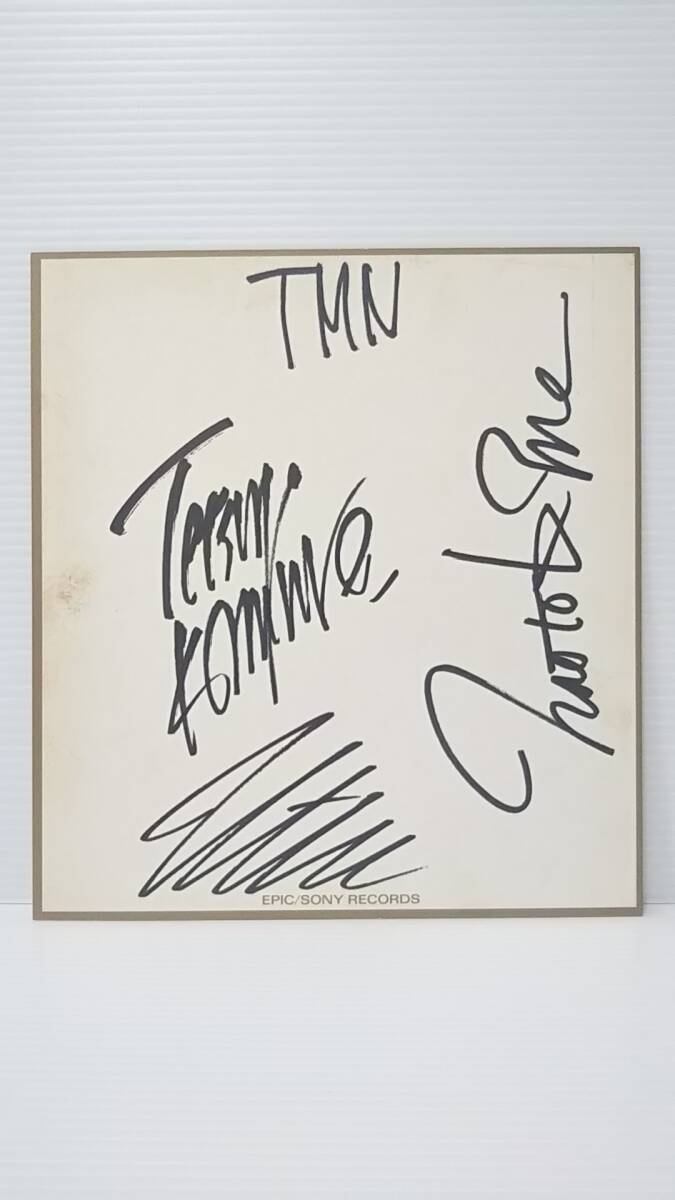 TMN
Tetsuya
Komuro
Naoto Kine
EPIC/SONY RECORDS